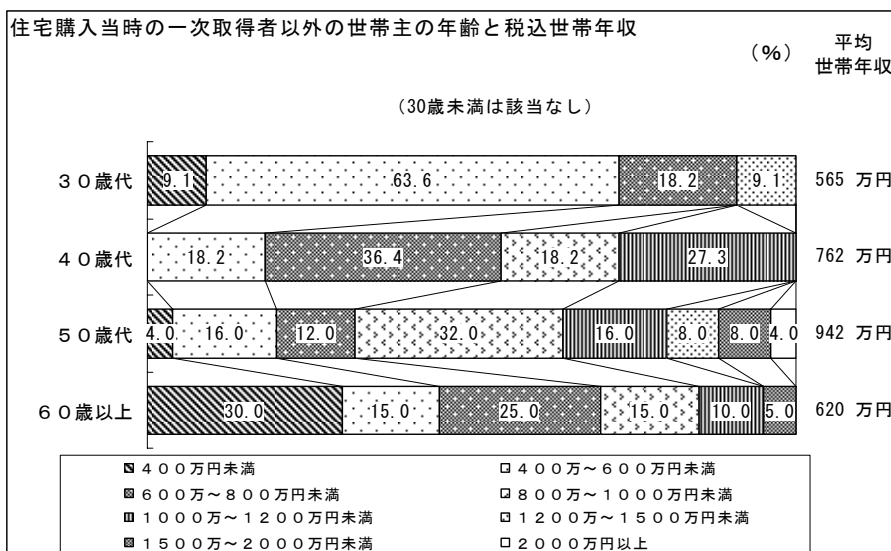 住宅購入当時の一次取得者以外の世帯主の年齢と税込世帯年収
(%)
平均
世帯年収
(30歳未満は該当なし)
30歳代 9.1 63.6 18.2 9.1 565 万円
40歳代 18.2 36.4 18.2 27.3 762 万円
50歳代 4.0 16.0 12.0 32.0 16.0 8.0 8.0 4.0 942 万円
60歳以上 30.0 15.0 25.0 15.0 10.0 5.0 620 万円
400万円未満 400万~600万円未満
600万~800万円未満 800万~1000万円未満
1000万~1200万円未満 1200万~1500万円未満
1500万~2000万円未満 2000万円以上